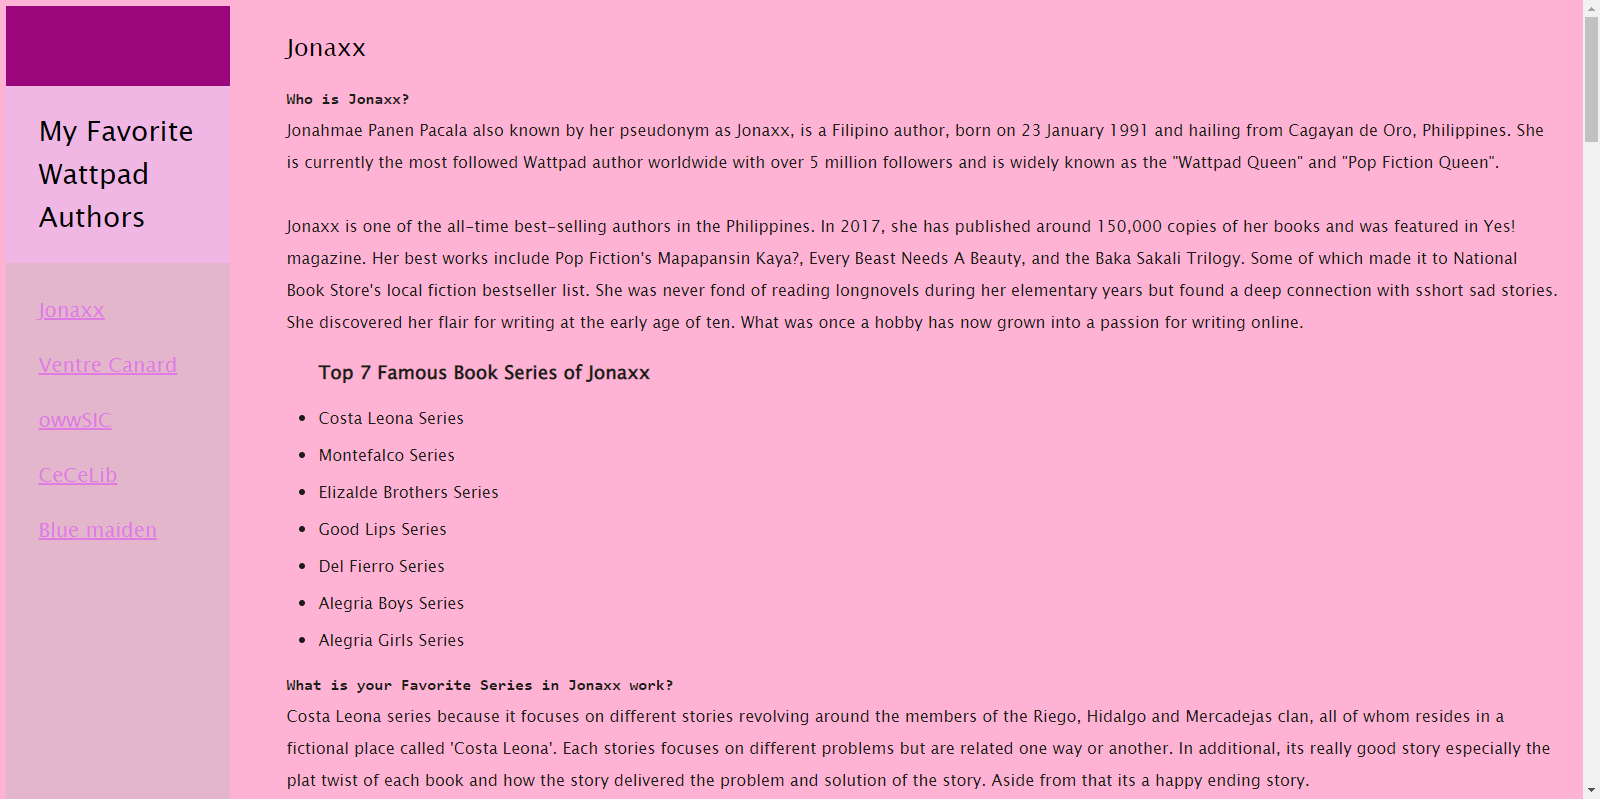 My Favorite
Wattpad
Authors
Jonaxx
Ventre Canard
owwSIC
CeCeLib
Blue maiden
Jonaxx
Who is Jonaxx?
Jonahmae Panen Pacala also known by her pseudonym as Jonaxx, is a Filipino author, born on 23 January 1991 and hailing from Cagayan de Oro, Philippines. She
is currently the most followed Wattpad author worldwide with over 5 million followers and is widely known as the "Wattpad Queen" and "Pop Fiction Queen".
Jonaxx is one of the all-time best-selling authors in the Philippines. In 2017, she has published around 150,000 copies of her books and was featured in Yes!
magazine. Her best works include Pop Fiction's Mapapansin Kaya?, Every Beast Needs A Beauty, and the Baka Sakali Trilogy. Some of which made it to National
Book Store's local fiction bestseller list. She was never fond of reading longnovels during her elementary years but found a deep connection with sshort sad stories.
She discovered her flair for writing at the early age of ten. What was once a hobby has now grown into a passion for writing online.
Top 7 Famous Book Series of Jonaxx
• Costa Leona Series
• Montefalco Series
• Elizalde Brothers Series
• Good Lips Series
• Del Fierro Series
• Alegria Boys Series
• Alegria Girls Series
What is your Favorite Series in Jonaxx work?
Costa Leona series because it focuses on different stories revolving around the members of the Riego, Hidalgo and Mercadejas clan, all of whom resides in a
fictional place called 'Costa Leona'. Each stories focuses on different problems but are related one way or another. In additional, its really good story especially the
plat twist of each book and how the story delivered the problem and solution of the story. Aside from that its a happy ending story.